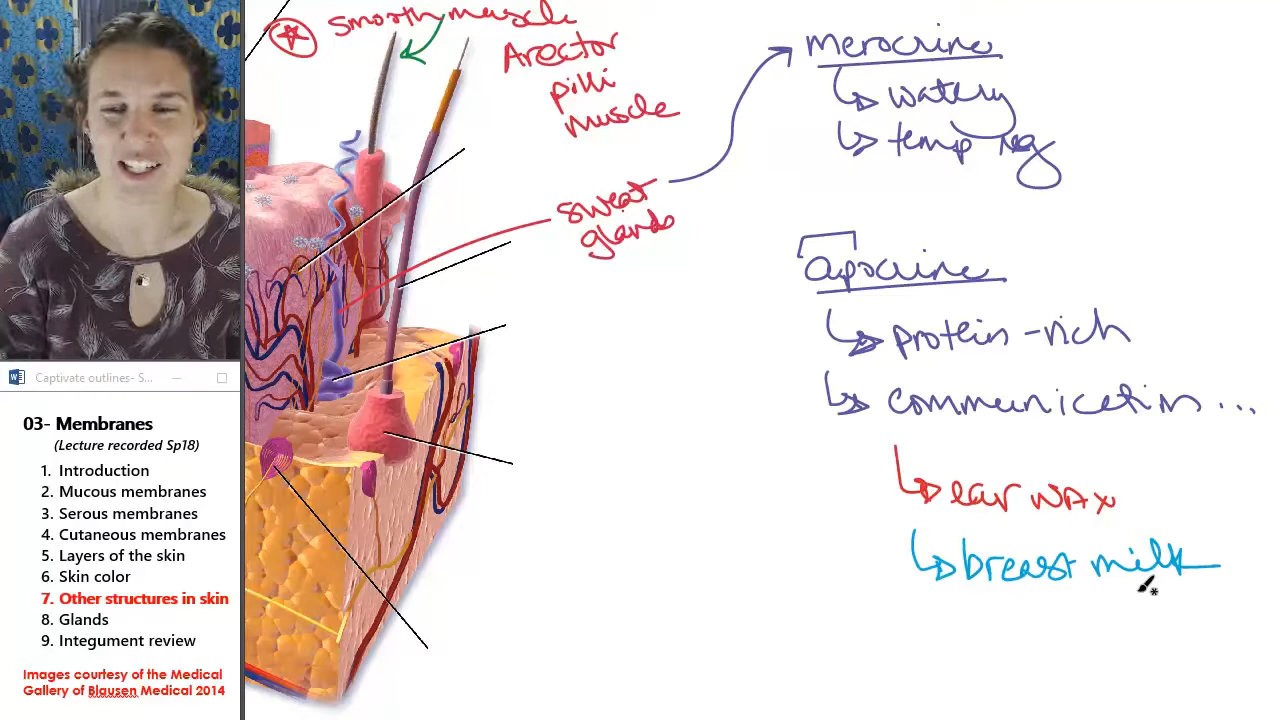 smooth muscle
Arector
pilli
muscle
sweat
glands
merocrine
watery
temp reg
apocrine
protein-rich
communication...
ear wax
breast milk
Captivate outlines- S...
03- Membranes
(Lecture recorded Sp18)
1. Introduction
2. Mucous membranes
3. Serous membranes
4. Cutaneous membranes
5. Layers of the skin
6. Skin color
7. Other structures in skin
8. Glands
9. Integument review
Images courtesy of the Medical
Gallery of Blausen Medical 2014